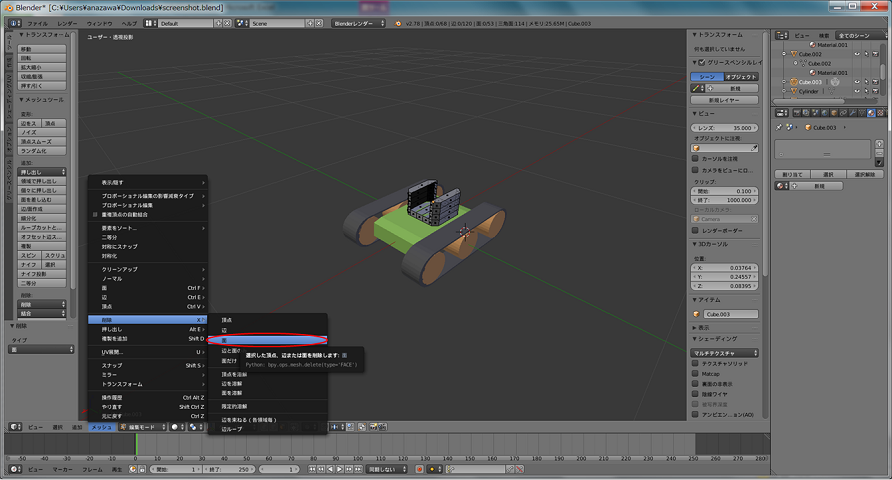 Blender* [C:¥Users¥anazawa¥Downloads¥screenshot.blend]
ファイル レンダー ウィンドウ ヘルプ Default Scene Blenderレンダー v2.78 | 頂点:0/68 | 辺:0/120 | 面:0/53 | 三角面:114 | メモリ:25.65M | Cube.003
トランスフォーム
移動
回転
拡大縮小
収縮/膨張
押す/引く
メッシュツール
変形:
辺をス 頂点
ノイズ
頂点スムーズ
ランダム化
追加:
押し出し
領域で押し出し
個々に押し出し
面を差し込む
辺/面作成
細分化
ループカットと...
オフセット辺ス...
複製
スピン スクリュ
ナイフ 選択
ナイフ投影
二等分
削除:
削除
結合
削除
タイプ
面
ユーザー・透視投影
表示/隠す
プロポーショナル編集の影響減衰タイプ
プロポーショナル編集
重複頂点の自動結合
要素をソート...
二等分
対称にスナップ
対称化
クリーンアップ
ノーマル
面 Ctrl F
辺 Ctrl E
頂点 Ctrl V
削除 X
押し出し Alt E
複製を追加 Shift D
UV展開... U
スナップ Shift S
ミラー
トランスフォーム
操作履歴 Ctrl Alt Z
やり直す Shift Ctrl Z
元に戻す Ctrl Z
頂点
辺
面
辺と面の
面だけ
頂点を溶解
辺を溶解
面を溶解
限定的溶解
辺を束ねる（各領域毎）
辺ループ
選択した頂点、辺または面を削除します: 面
Python: bpy.ops.mesh.delete(type='FACE')
ビュー 選択 追加 メッシュ 編集モード
トランスフォーム
何も選択していません
グリースペンシルレイ
シーン オブジェクト
新規
新規レイヤー
ビュー
レンズ: 35.000
オブジェクトに注視
カーソルを注視
カメラをビューにロ...
クリップ:
開始: 0.100
終了: 1000.000
ローカルカメラ
Camera
レンダーボーダー
3Dカーソル
位置:
X: 0.03764
Y: 0.24557
Z: 0.08395
アイテム
Cube.003
表示
シェーディング
マルチテクスチャ
テクスチャソリッド
Matcap
裏面の非表示
陰線ワイヤ
被写界深度
アンビエン...(AO)
ビュー 検索 全てのシーン
Material.001
Cube.002
Cube.002
Material.001
Cube.003
Cylinder
Cube.003
割り当て 選択 選択解除
新規
-50 -40 -30 -20 -10 0 10 20 30 40 50 60 70 80 90 100 110 120 130 140 150 160 170 180 190 200 210 220 230 240 250 260 270 280
ビュー マーカー フレーム 再生 開始: 1 終了: 250 1 同期しない